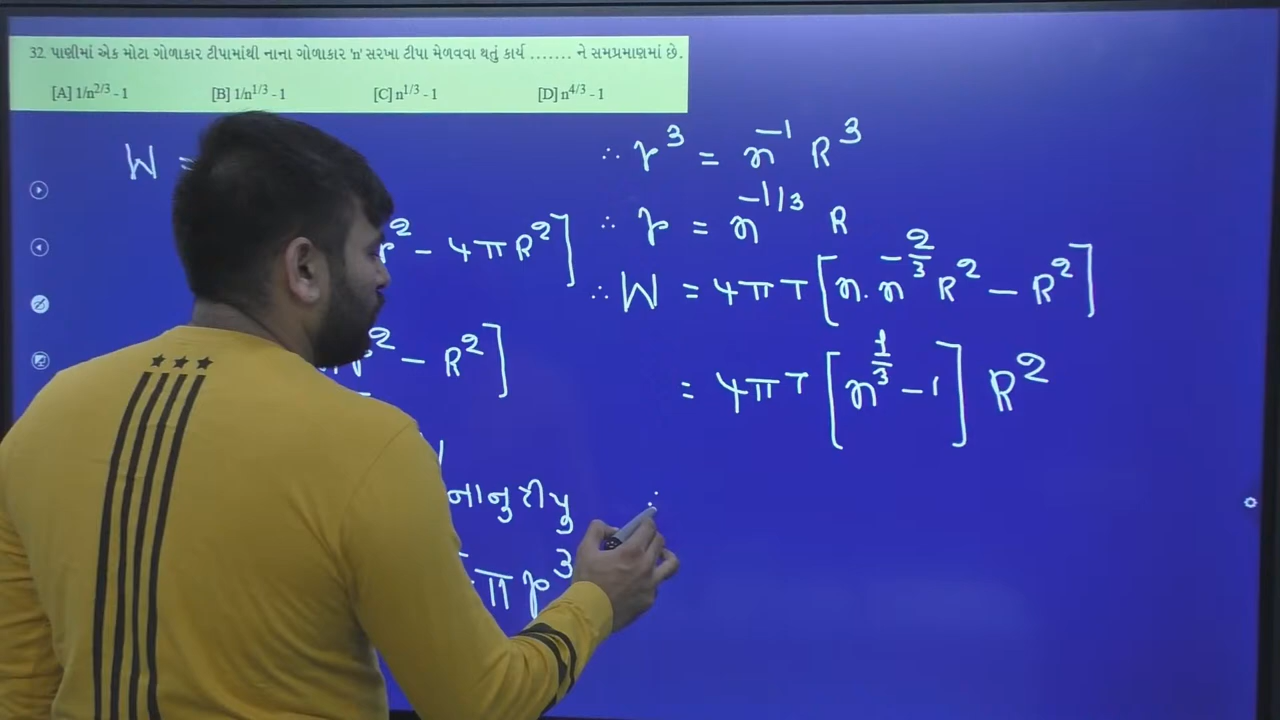 32. પાણીમાં એક મોટા ગોળાકાર ટીપામાંથી નાના ગોળાકાર 'n' સરખા ટીપા મેળવવા થતું કાર્ય ....... ને સમપ્રમાણમાં છે.
[A] 1/n^{2/3} - 1 [B] 1/n^{1/3} - 1 [C] n^{1/3} - 1 [D] n^{4/3} - 1
W =
r² - 4πR²]
r² - R²]
નાનુ ટીપુ
πr³
∴ r³ = n⁻¹ R³
∴ r = n^{-1/3} R
∴ W = 4πT [n. n^{-2/3} R² - R²]
= 4πT [n^{1/3} - 1] R²
∴